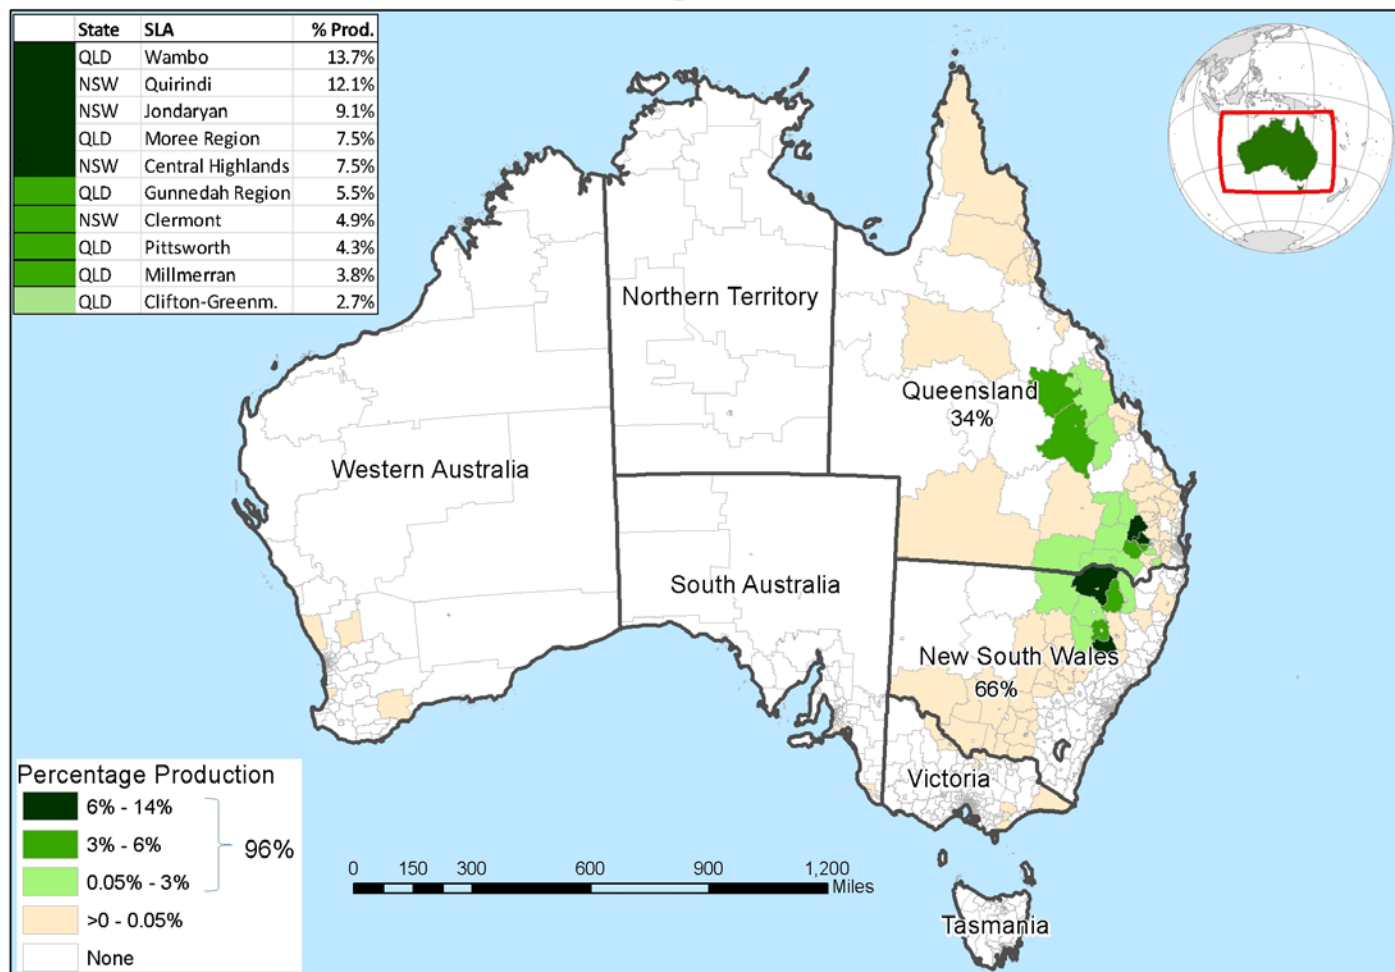 State SLA % Prod.
QLD Wambo 13.7%
NSW Quirindi 12.1%
NSW Jondaryan 9.1%
QLD Moree Region 7.5%
NSW Central Highlands 7.5%
QLD Gunnedah Region 5.5%
NSW Clermont 4.9%
QLD Pittsworth 4.3%
QLD Millmerran 3.8%
QLD Clifton-Greenm. 2.7%
Northern Territory
Queensland
34%
Western Australia
South Australia
New South Wales
66%
Victoria
Tasmania
Percentage Production
6% - 14%
3% - 6%
96%
0.05% - 3%
>0 - 0.05%
None
0 150 300 600 900 1,200
Miles